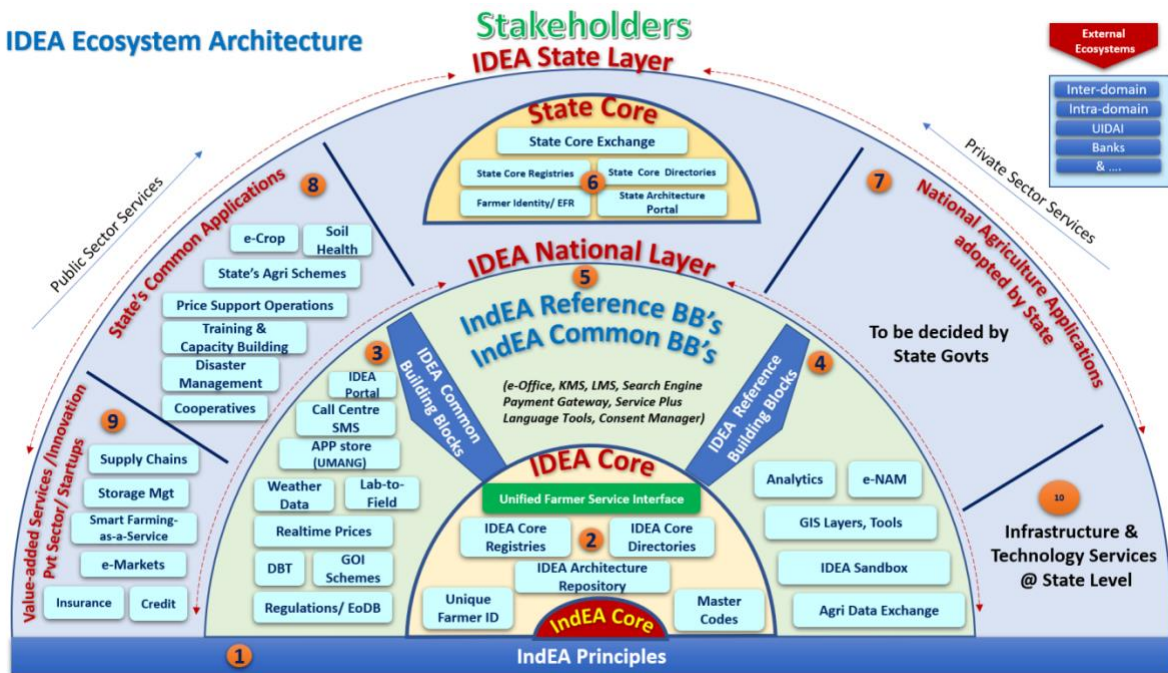 IDEA Ecosystem Architecture
Stakeholders
IDEA State Layer
External
Ecosystems
Inter-domain
Intra-domain
UIDAI
Banks
& ....
Public Sector Services
Private Sector Services
State Core
State Core Exchange
State Core Registries
State Core Directories
6
Farmer Identity/ EFR
State Architecture
Portal
8
State's Common Applications
e-Crop
Soil
Health
State's Agri Schemes
Price Support Operations
Training &
Capacity Building
Disaster
Management
Cooperatives
7
National Agriculture Applications
adopted by State
To be decided by
State Govts
9
Value-added Services /Innovation
Pvt Sector/ Startups
Supply Chains
Storage Mgt
Smart Farming-
as-a-Service
e-Markets
Insurance
Credit
10
Infrastructure &
Technology Services
@ State Level
IDEA National Layer
5
IndEA Reference BB's
IndEA Common BB's
(e-Office, KMS, LMS, Search Engine
Payment Gateway, Service Plus
Language Tools, Consent Manager)
3
IDEA Common
Building Blocks
IDEA
Portal
Call Centre
SMS
APP store
(UMANG)
Weather
Data
Lab-to-
Field
Realtime Prices
DBT
GOI
Schemes
Regulations/ EoDB
4
IDEA Reference
Building Blocks
Analytics
e-NAM
GIS Layers, Tools
IDEA Sandbox
Agri Data Exchange
IDEA Core
Unified Farmer Service Interface
IDEA Core
Registries
2
IDEA Core
Directories
IDEA Architecture
Repository
Unique
Farmer ID
Master
Codes
IndEA Core
1
IndEA Principles